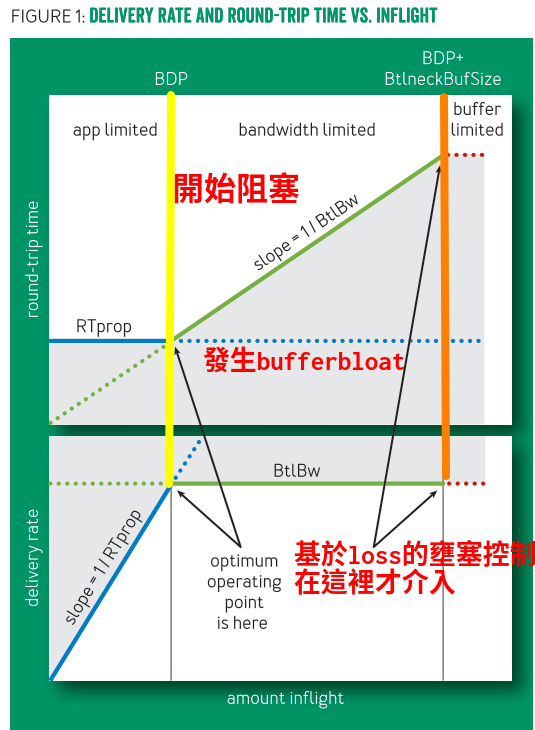 FIGURE 1: DELIVERY RATE AND ROUND-TRIP TIME VS. INFLIGHT
BDP
BDP+
BtlneckBufSize
app limited
bandwidth limited
buffer
limited
開始阻塞
slope = 1 / BtlBw
round-trip time
RTprop
發生bufferbloat
BtlBw
delivery rate
slope = 1 / RTprop
optimum
operating
point
is here
基於loss的壅塞控制
在這裡才介入
amount inflight